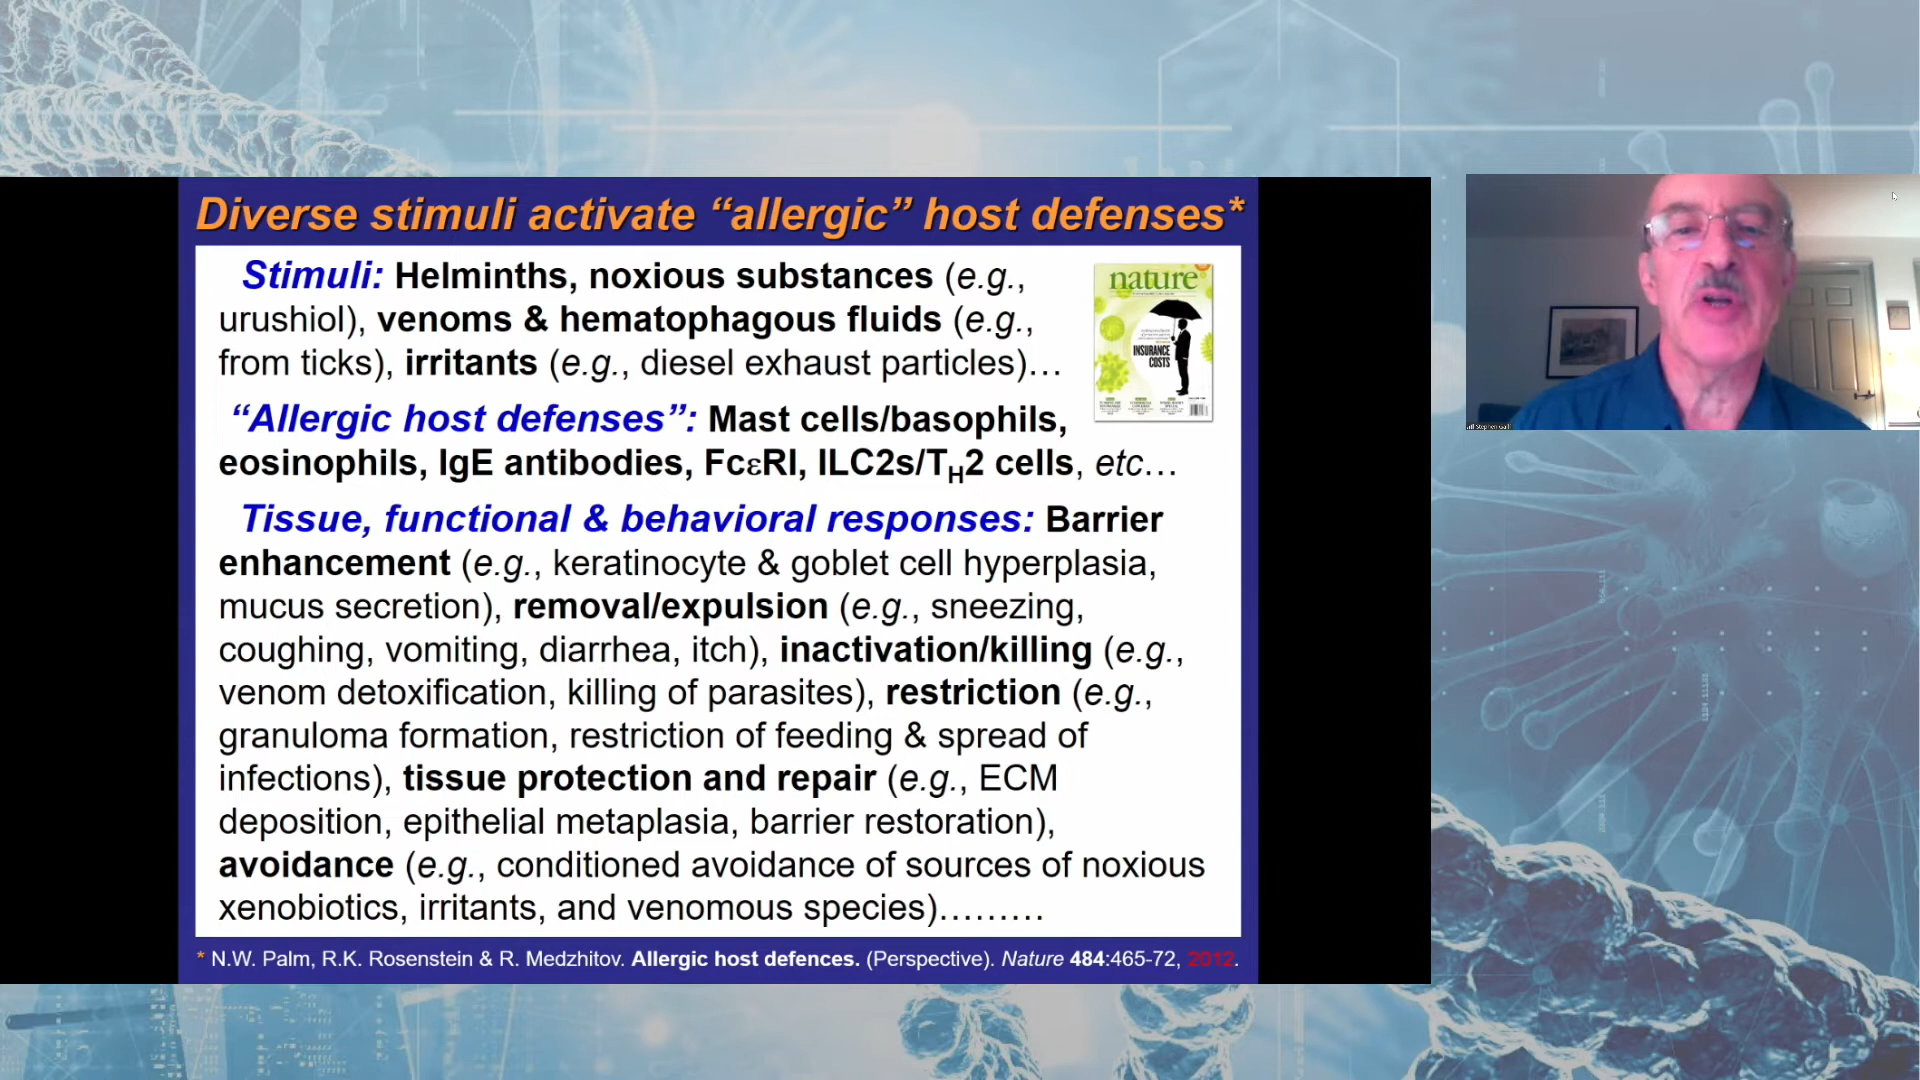 Diverse stimuli activate “allergic” host defenses*
Stimuli: Helminths, noxious substances (e.g.,
urushiol), venoms & hematophagous fluids (e.g.,
from ticks), irritants (e.g., diesel exhaust particles)…
nature
INSURANCE
COSTS
“Allergic host defenses”: Mast cells/basophils,
eosinophils, IgE antibodies, FcεRI, ILC2s/TH2 cells, etc…
Tissue, functional & behavioral responses: Barrier
enhancement (e.g., keratinocyte & goblet cell hyperplasia,
mucus secretion), removal/expulsion (e.g., sneezing,
coughing, vomiting, diarrhea, itch), inactivation/killing (e.g.,
venom detoxification, killing of parasites), restriction (e.g.,
granuloma formation, restriction of feeding & spread of
infections), tissue protection and repair (e.g., ECM
deposition, epithelial metaplasia, barrier restoration),
avoidance (e.g., conditioned avoidance of sources of noxious
xenobiotics, irritants, and venomous species)………
* N.W. Palm, R.K. Rosenstein & R. Medzhitov. Allergic host defences. (Perspective). Nature 484:465-72, 2012.
Stephen Galli